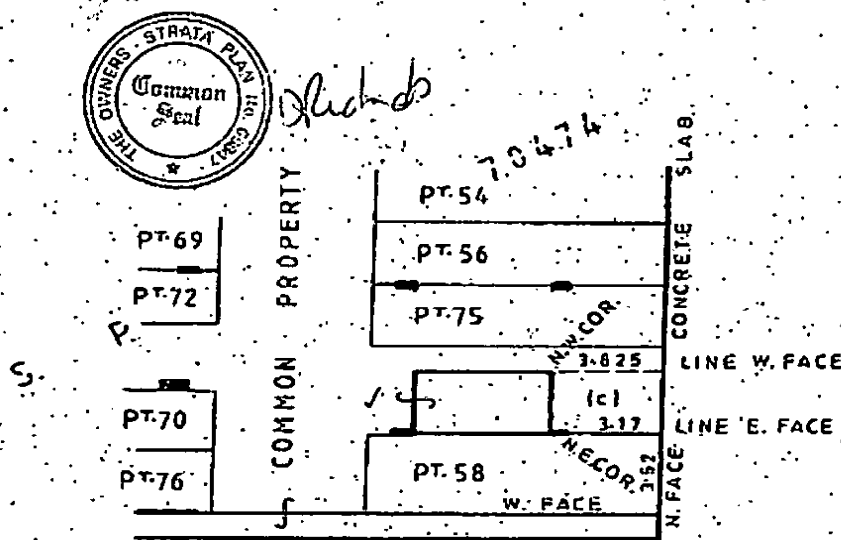 THE OWNERS - STRATA PLAN No.
Common
Seal
7.0474
PT. 54
PT. 69
PT. 56
PT. 72
PT. 75
COMMON PROPERTY
CONCRETE SLAB.
N.W.COR.
3.825
LINE W. FACE
(c)
PT. 70
3.17
LINE E. FACE
N.E.COR.
3.52
PT. 76
PT. 58
W. FACE
N. FACE